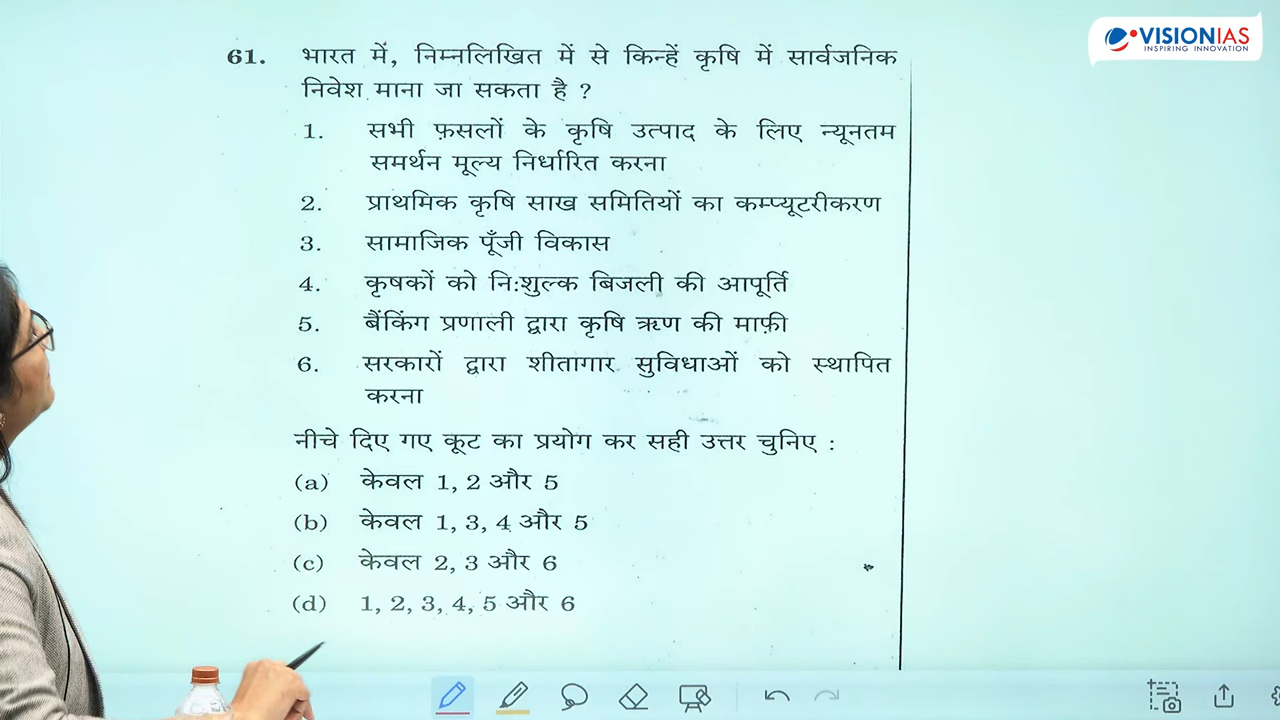 VISIONIAS
INSPIRING INNOVATION
61. भारत में, निम्नलिखित में से किन्हें कृषि में सार्वजनिक
निवेश माना जा सकता है ?
1. सभी फ़सलों के कृषि उत्पाद के लिए न्यूनतम
समर्थन मूल्य निर्धारित करना
2. प्राथमिक कृषि साख समितियों का कम्प्यूटरीकरण
3. सामाजिक पूँजी विकास
4. कृषकों को नि:शुल्क बिजली की आपूर्ति
5. बैंकिंग प्रणाली द्वारा कृषि ऋण की माफ़ी
6. सरकारों द्वारा शीतागार सुविधाओं को स्थापित
करना
नीचे दिए गए कूट का प्रयोग कर सही उत्तर चुनिए :
(a) केवल 1, 2 और 5
(b) केवल 1, 3, 4 और 5
(c) केवल 2, 3 और 6
(d) 1, 2, 3, 4, 5 और 6